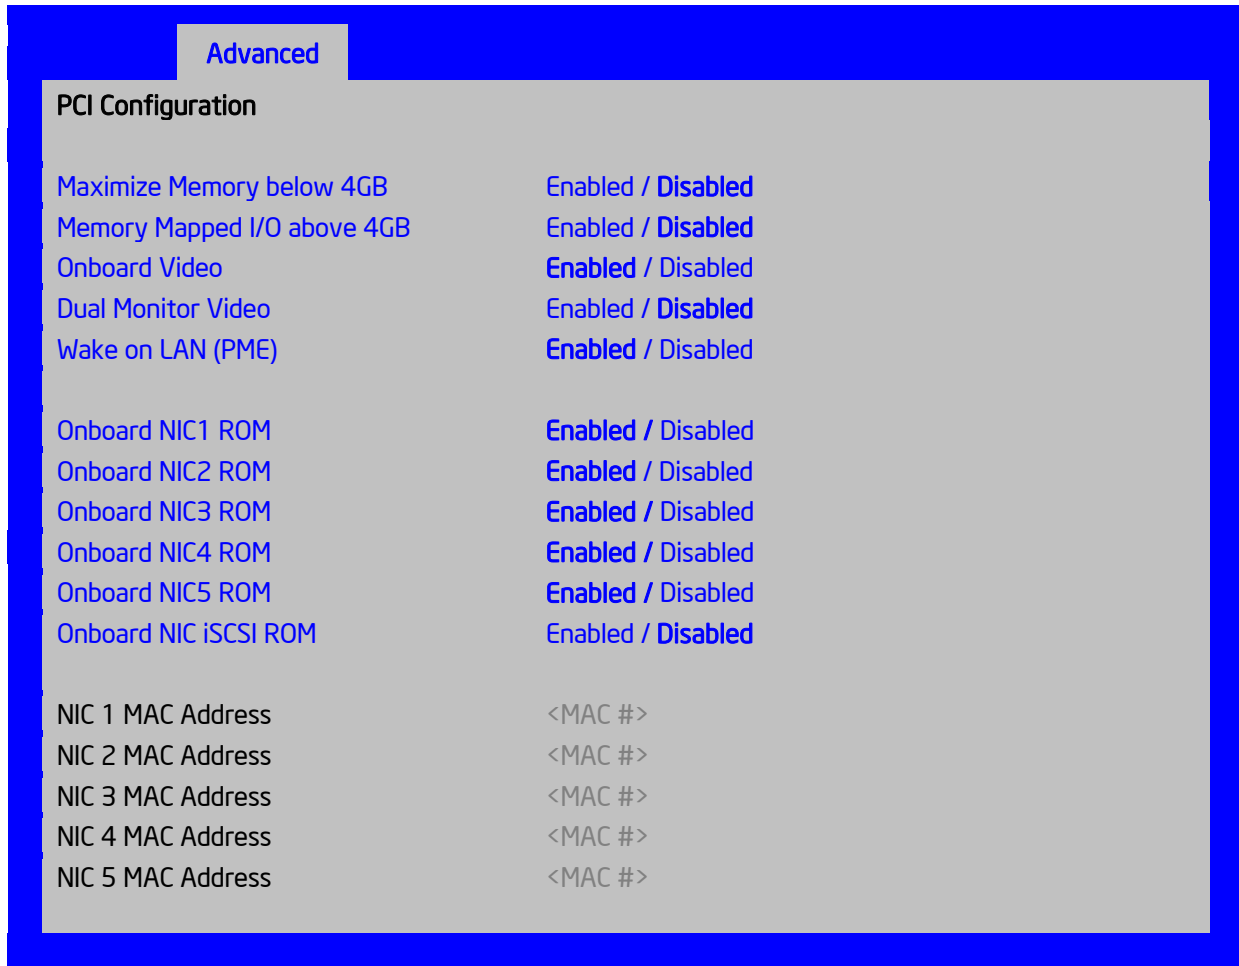 Advanced
PCI Configuration
Maximize Memory below 4GB Enabled / Disabled
Memory Mapped I/O above 4GB Enabled / Disabled
Onboard Video Enabled / Disabled
Dual Monitor Video Enabled / Disabled
Wake on LAN (PME) Enabled / Disabled
Onboard NIC1 ROM Enabled / Disabled
Onboard NIC2 ROM Enabled / Disabled
Onboard NIC3 ROM Enabled / Disabled
Onboard NIC4 ROM Enabled / Disabled
Onboard NIC5 ROM Enabled / Disabled
Onboard NIC iSCSI ROM Enabled / Disabled
NIC 1 MAC Address <MAC #>
NIC 2 MAC Address <MAC #>
NIC 3 MAC Address <MAC #>
NIC 4 MAC Address <MAC #>
NIC 5 MAC Address <MAC #>